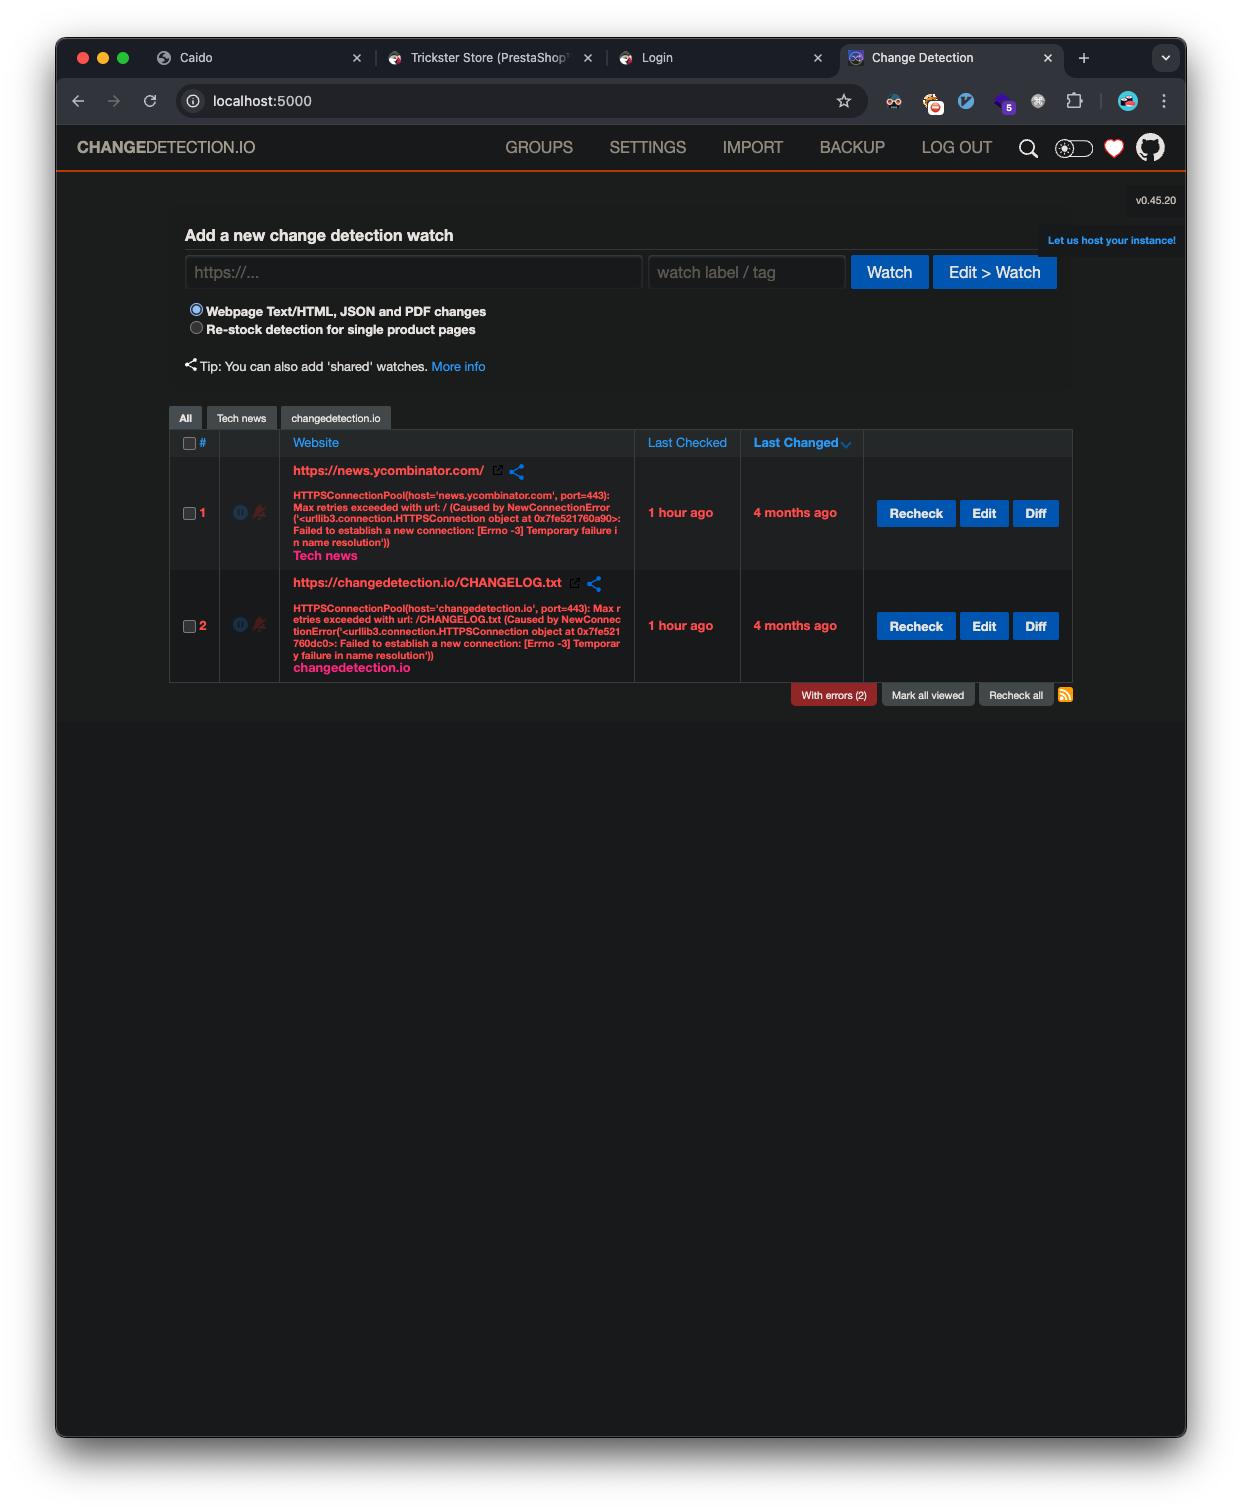 Caido
Trickster Store (PrestaShop™
Login
Change Detection
localhost:5000
5
CHANGEDETECTION.IO
GROUPS SETTINGS IMPORT BACKUP LOG OUT
v0.45.20
Let us host your instance!
Add a new change detection watch
https://...
watch label / tag
Watch
Edit > Watch
Webpage Text/HTML, JSON and PDF changes
Re-stock detection for single product pages
Tip: You can also add 'shared' watches. More info
All Tech news changedetection.io
# Website Last Checked Last Changed
https://news.ycombinator.com/
HTTPSConnectionPool(host='news.ycombinator.com', port=443):
Max retries exceeded with url: / (Caused by NewConnectionError
('<urllib3.connection.HTTPSConnection object at 0x7fe521760a90>:
Failed to establish a new connection: [Errno -3] Temporary failure i
n name resolution'))
Tech news
1
1 hour ago
4 months ago
Recheck Edit Diff
https://changedetection.io/CHANGELOG.txt
HTTPSConnectionPool(host='changedetection.io', port=443): Max r
etries exceeded with url: /CHANGELOG.txt (Caused by NewConnec
tionError('<urllib3.connection.HTTPSConnection object at 0x7fe521
760dc0>: Failed to establish a new connection: [Errno -3] Temporar
y failure in name resolution'))
changedetection.io
2
1 hour ago
4 months ago
Recheck Edit Diff
With errors (2) Mark all viewed Recheck all